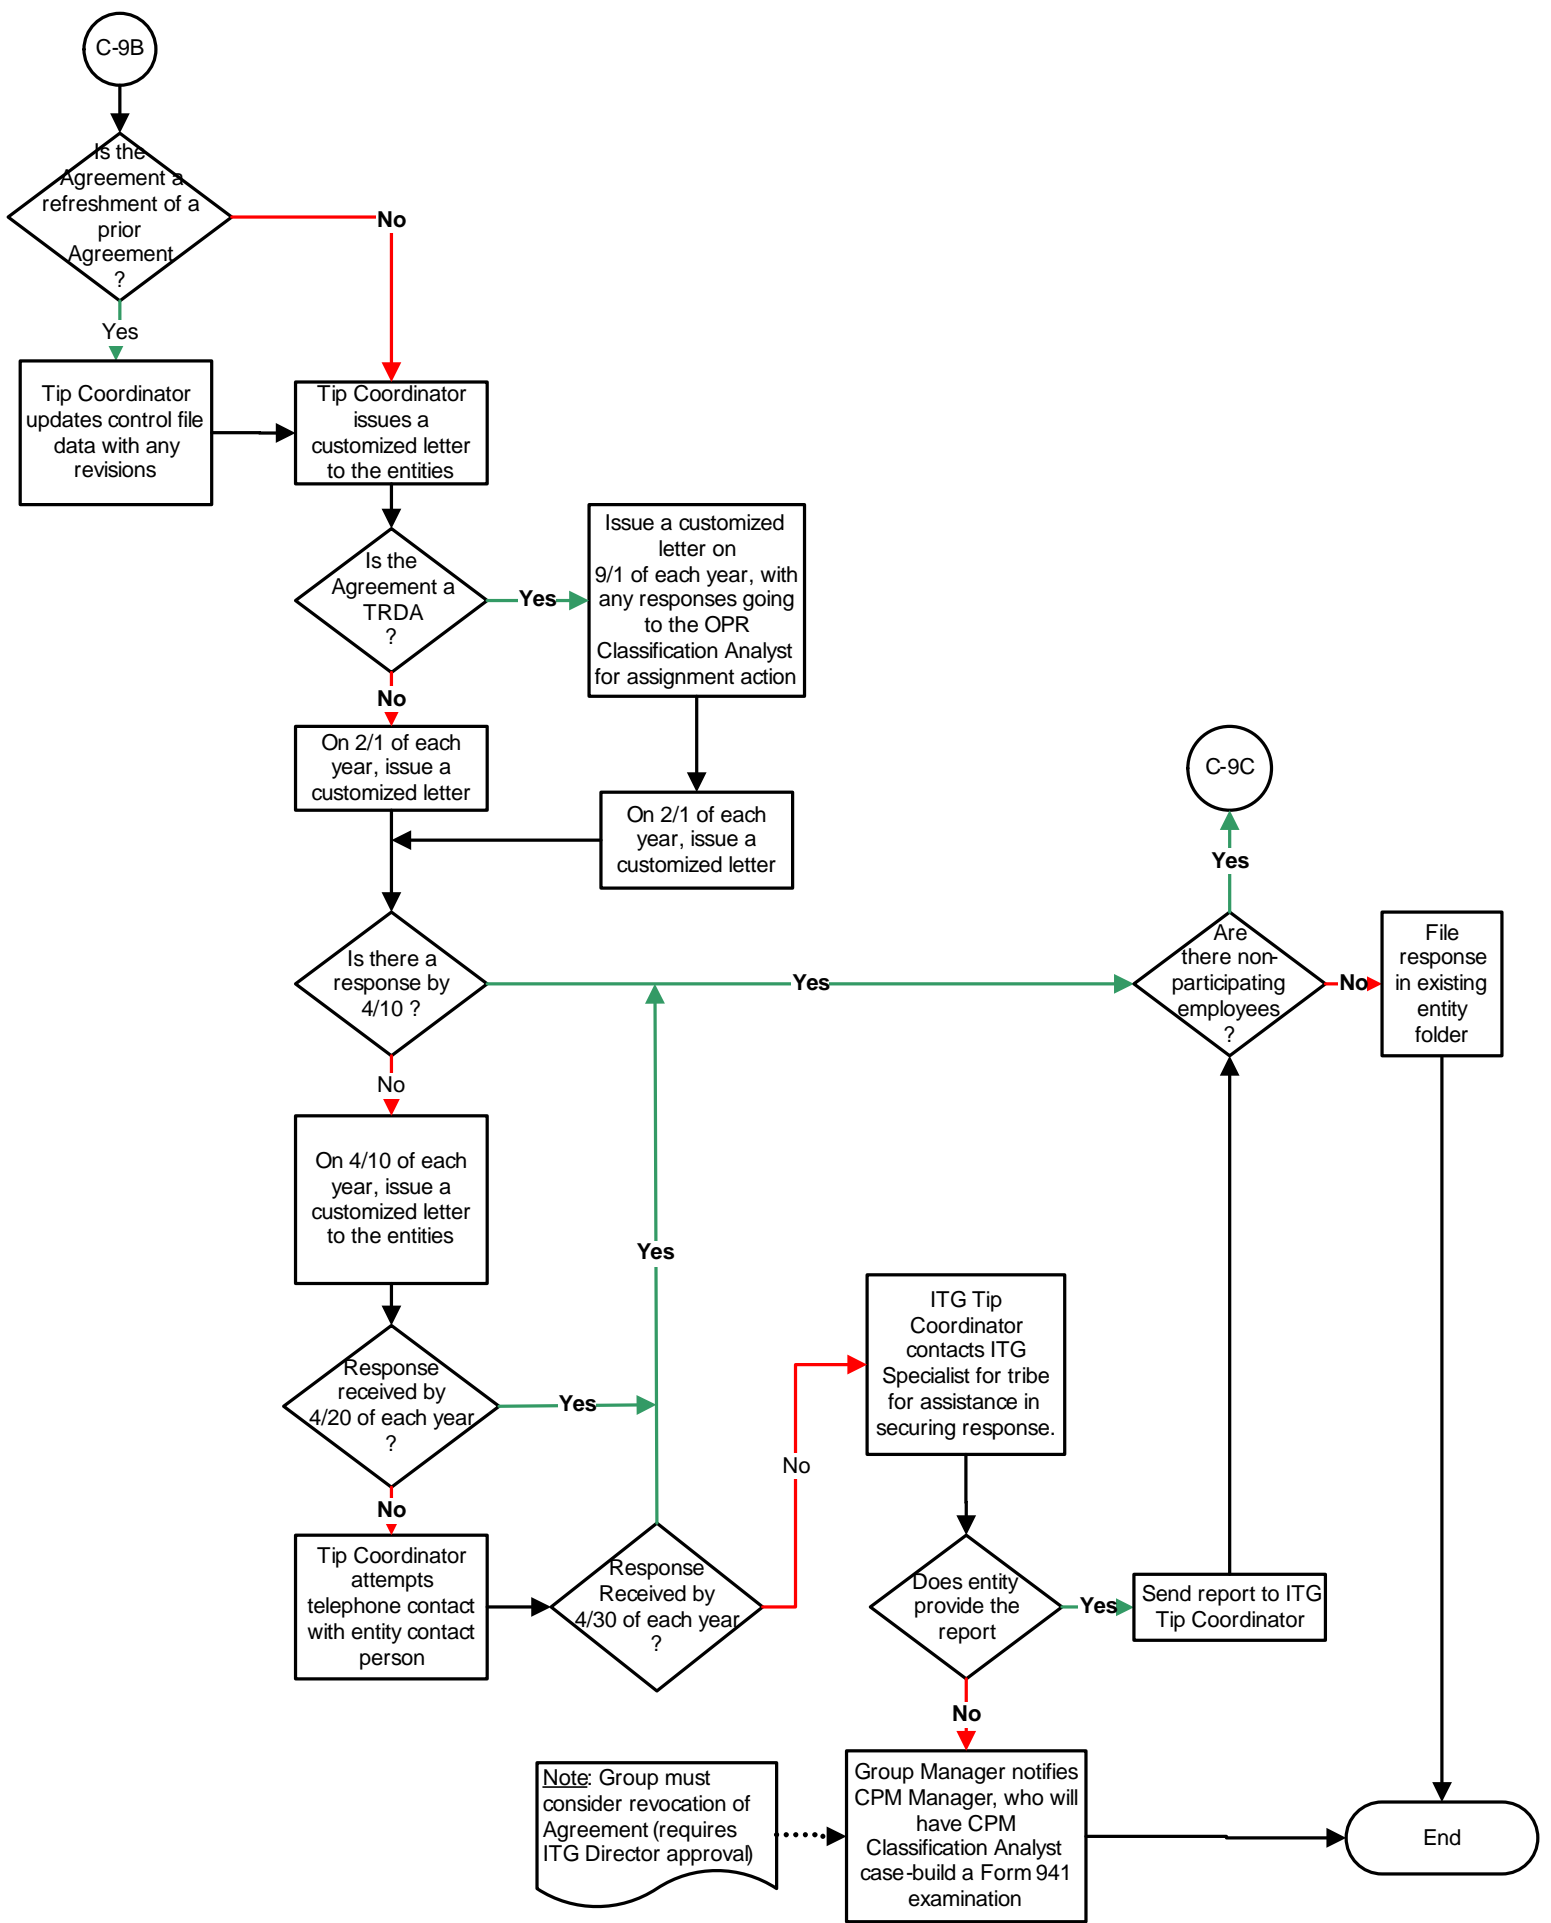 C-9B
Is the
Agreement a
refreshment of a
prior
Agreement
?
No
Yes
Tip Coordinator
updates control file
data with any
revisions
Tip Coordinator
issues a
customized letter
to the entities
Is the
Agreement a
TRDA
?
Yes
Issue a customized
letter on
9/1 of each year, with
any responses going
to the OPR
Classification Analyst
for assignment action
No
On 2/1 of each
year, issue a
customized letter
On 2/1 of each
year, issue a
customized letter
C-9C
Yes
Is there a
response by
4/10 ?
Yes
Are
there non-
participating
employees
?
No
File
response
in existing
entity
folder
No
On 4/10 of each
year, issue a
customized letter
to the entities
Yes
Response
received by
4/20 of each year
?
Yes
No
Tip Coordinator
attempts
telephone contact
with entity contact
person
Response
Received by
4/30 of each year
?
No
ITG Tip
Coordinator
contacts ITG
Specialist for tribe
for assistance in
securing response.
Does entity
provide the
report
Yes
Send report to ITG
Tip Coordinator
No
Note: Group must
consider revocation of
Agreement (requires
ITG Director approval)
Group Manager notifies
CPM Manager, who will
have CPM
Classification Analyst
case-build a Form 941
examination
End